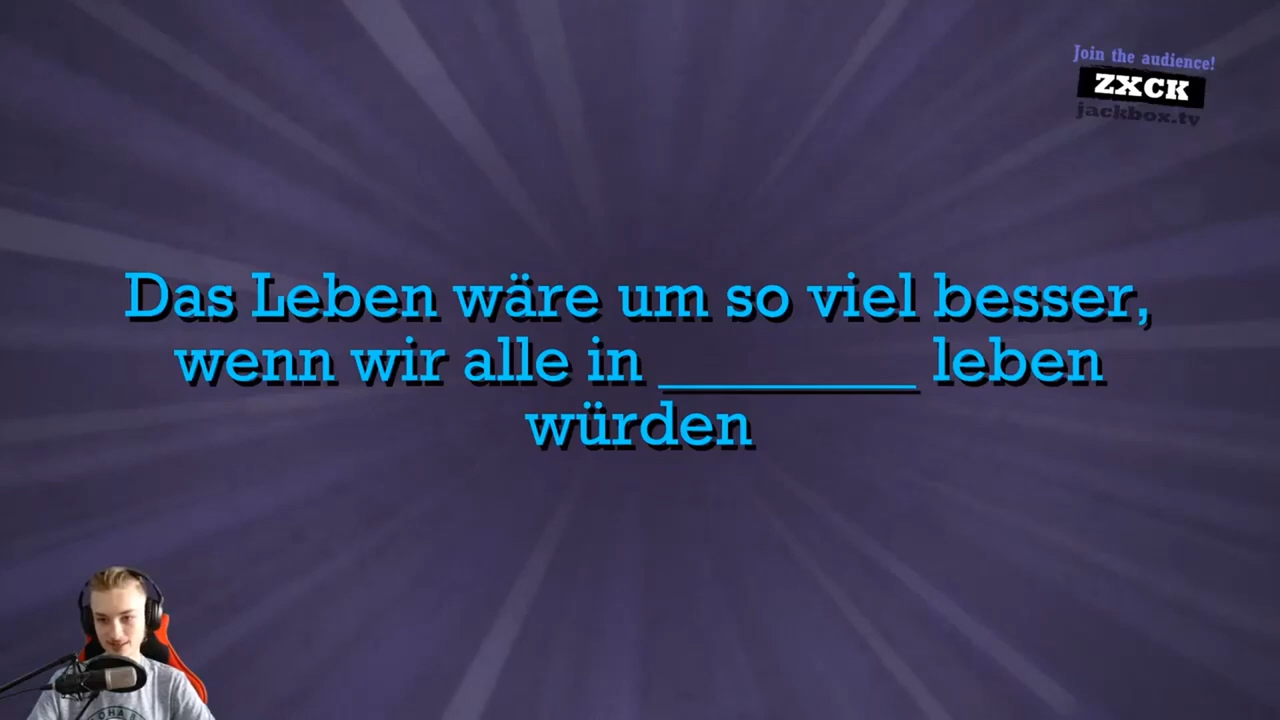 Join the audience!
ZXCK
jackbox.tv
Das Leben wäre um so viel besser,
wenn wir alle in ________ leben
würden